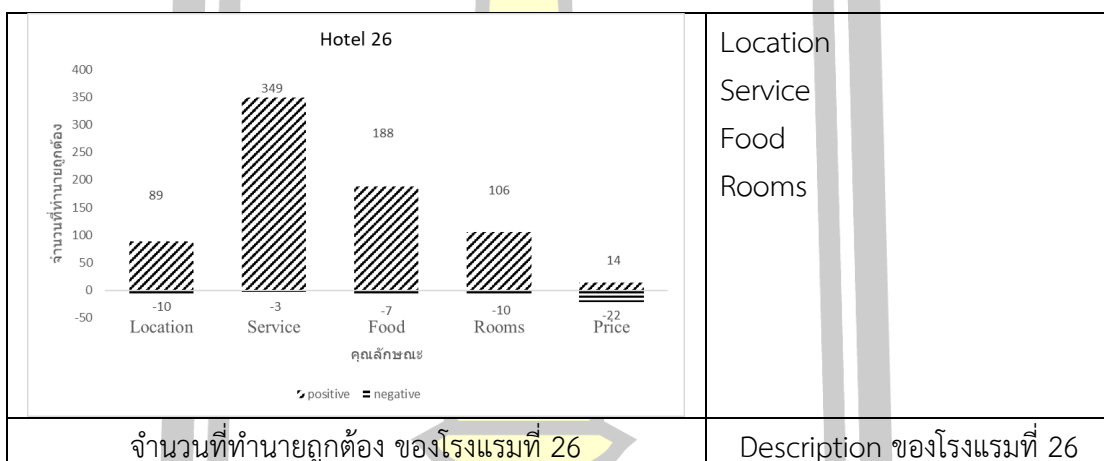 Hotel 26
จำนวนที่ทำนายถูกต้อง
400
350
300
250
200
150
100
50
0
-50
349
188
106
89
14
-10
-3
-7
-10
-22
Location Service Food Rooms Price
คุณลักษณะ
positive negative
Location
Service
Food
Rooms
จำนวนที่ทำนายถูกต้อง ของโรงแรมที่ 26
Description ของโรงแรมที่ 26